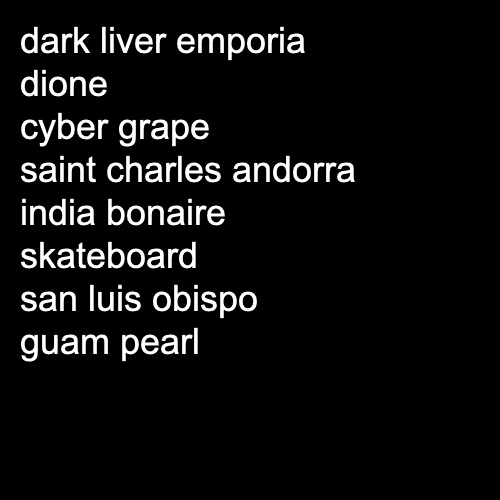 dark liver emporia
dione
cyber grape
saint charles andorra
india bonaire
skateboard
san luis obispo
guam pearl